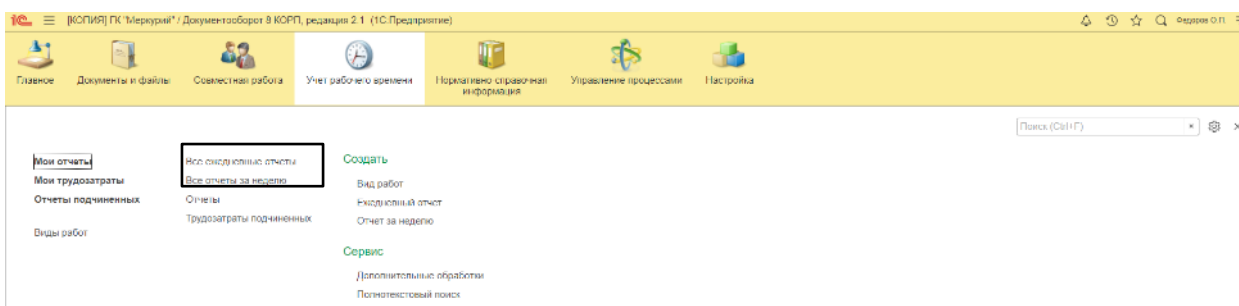 1С [КОПИЯ] ГК "Меркурий" / Документооборот 8 КОРП, редакция 2.1 (1С:Предприятие) Федоров О.П.
Главное Документы и файлы Совместная работа Учет рабочего времени Нормативно-справочная информация Управление процессами Настройка
Поиск (Ctrl+F)
Мои отчеты
Мои трудозатраты
Отчеты подчиненных
Виды работ
Все ежедневные отчеты
Все отчеты за неделю
Отчеты
Трудозатраты подчиненных
Создать
Вид работ
Ежедневный отчет
Отчет за неделю
Сервис
Дополнительные обработки
Полнотекстовый поиск